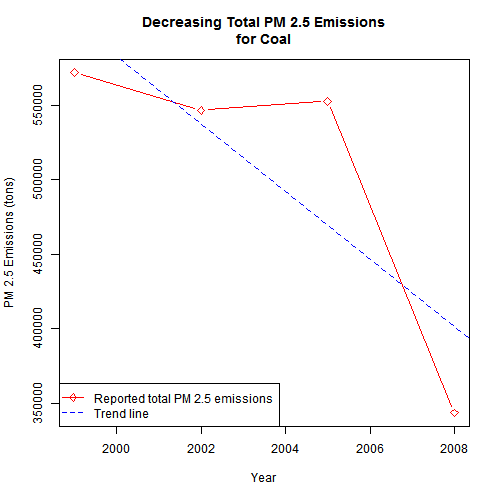 Decreasing Total PM 2.5 Emissions
for Coal
PM 2.5 Emissions (tons)
550000
500000
450000
400000
350000
Reported total PM 2.5 emissions
Trend line
2000 2002 2004 2006 2008
Year